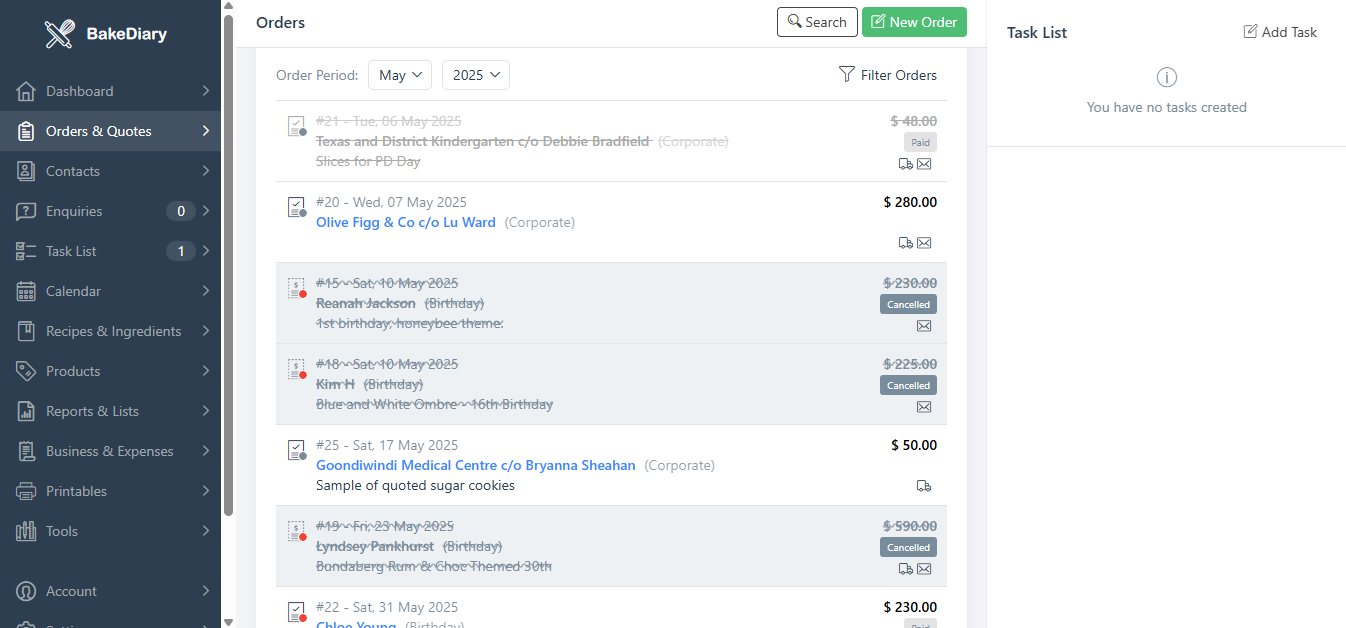 BakeDiary
Dashboard
Orders & Quotes
Contacts
Enquiries 0
Task List 1
Calendar
Recipes & Ingredients
Products
Reports & Lists
Business & Expenses
Printables
Tools
Account
Orders
Search
New Order
Order Period: May 2025
Filter Orders
#21 - Tue, 06 May 2025 $ 48.00
Texas and District Kindergarten c/o Debbie Bradfield (Corporate) Paid
Slices for PD Day
#20 - Wed, 07 May 2025 $ 280.00
Olive Figg & Co c/o Lu Ward (Corporate)
#15 - Sat, 10 May 2025 $ 230.00
Reanah Jackson (Birthday) Cancelled
1st birthday, honeybee theme.
#18 - Sat, 10 May 2025 $ 225.00
Kim H (Birthday) Cancelled
Blue and White Ombre - 16th Birthday
#25 - Sat, 17 May 2025 $ 50.00
Goondiwindi Medical Centre c/o Bryanna Sheahan (Corporate)
Sample of quoted sugar cookies
#19 - Fri, 23 May 2025 $ 590.00
Lyndsey Pankhurst (Birthday) Cancelled
Bundaberg Rum & Choc Themed 30th
#22 - Sat, 31 May 2025 $ 230.00
Chloe Young (Birthday) Paid
Task List
Add Task
You have no tasks created